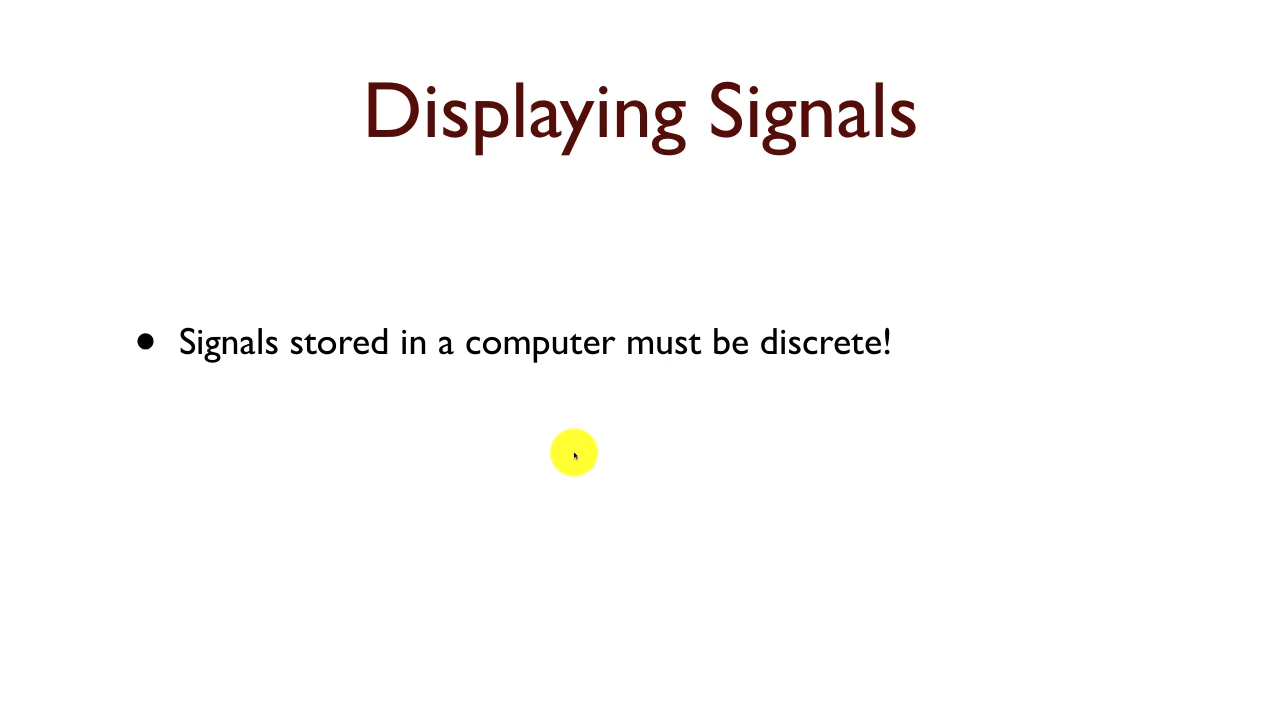 Displaying Signals
• Signals stored in a computer must be discrete!